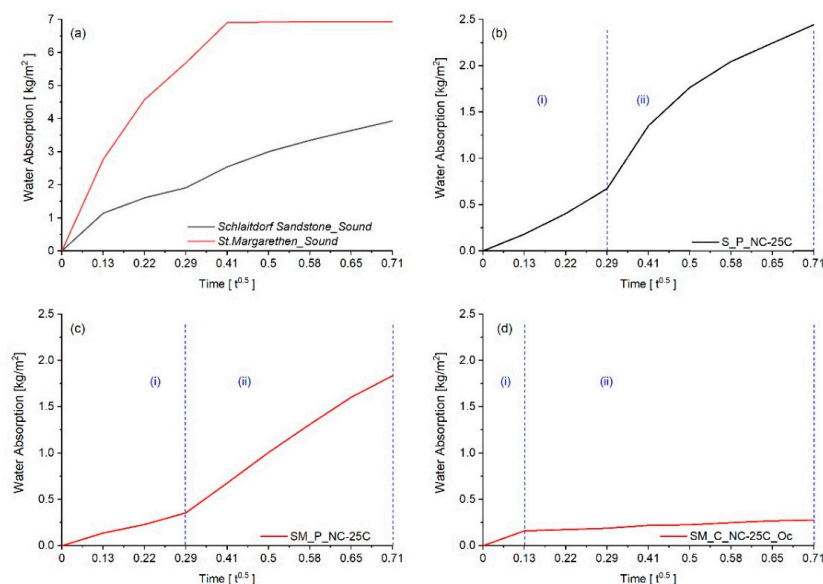 (a)
Water Absorption [ kg/m²]
7
6
5
4
3
2
1
0
Schlaitdorf Sandstone_Sound
St.Margarethen_Sound
0 0.13 0.22 0.29 0.41 0.5 0.58 0.65 0.71
Time [ t^0.5 ]
(b)
Water Absorption [kg/m²]
2.5
2.0
1.5
1.0
0.5
0.0
(i)
(ii)
S_P_NC-25C
0 0.13 0.22 0.29 0.41 0.5 0.58 0.65 0.71
Time [ t^0.5 ]
(c)
Water Absorption [kg/m²]
2.5
2.0
1.5
1.0
0.5
0.0
(i)
(ii)
SM_P_NC-25C
0 0.13 0.22 0.29 0.41 0.5 0.58 0.65 0.71
Time [ t^0.5 ]
(d)
Water Absorption [kg/m²]
2.5
2.0
1.5
1.0
0.5
0.0
(i)
(ii)
SM_C_NC-25C_Oc
0 0.13 0.22 0.29 0.41 0.5 0.58 0.65 0.71
Time [ t^0.5 ]